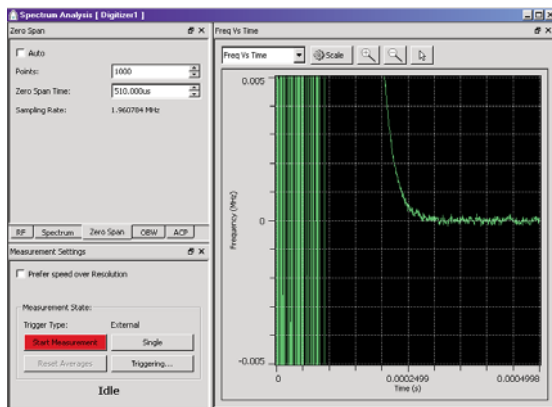 Spectrum Analysis [ Digitizer1 ]
Zero Span
Auto
Points: 1000
Zero Span Time: 510.000us
Sampling Rate: 1.960784 MHz
RF Spectrum Zero Span OBW ACP
Measurement Settings
Prefer speed over Resolution
Measurement State:
Trigger Type: External
Start Measurement Single
Reset Averages Triggering...
Idle
Freq Vs Time
Freq Vs Time Scale
0.005
Frequency (MHz)
0
-0.005
0 0.0002499 0.0004998
Time (s)